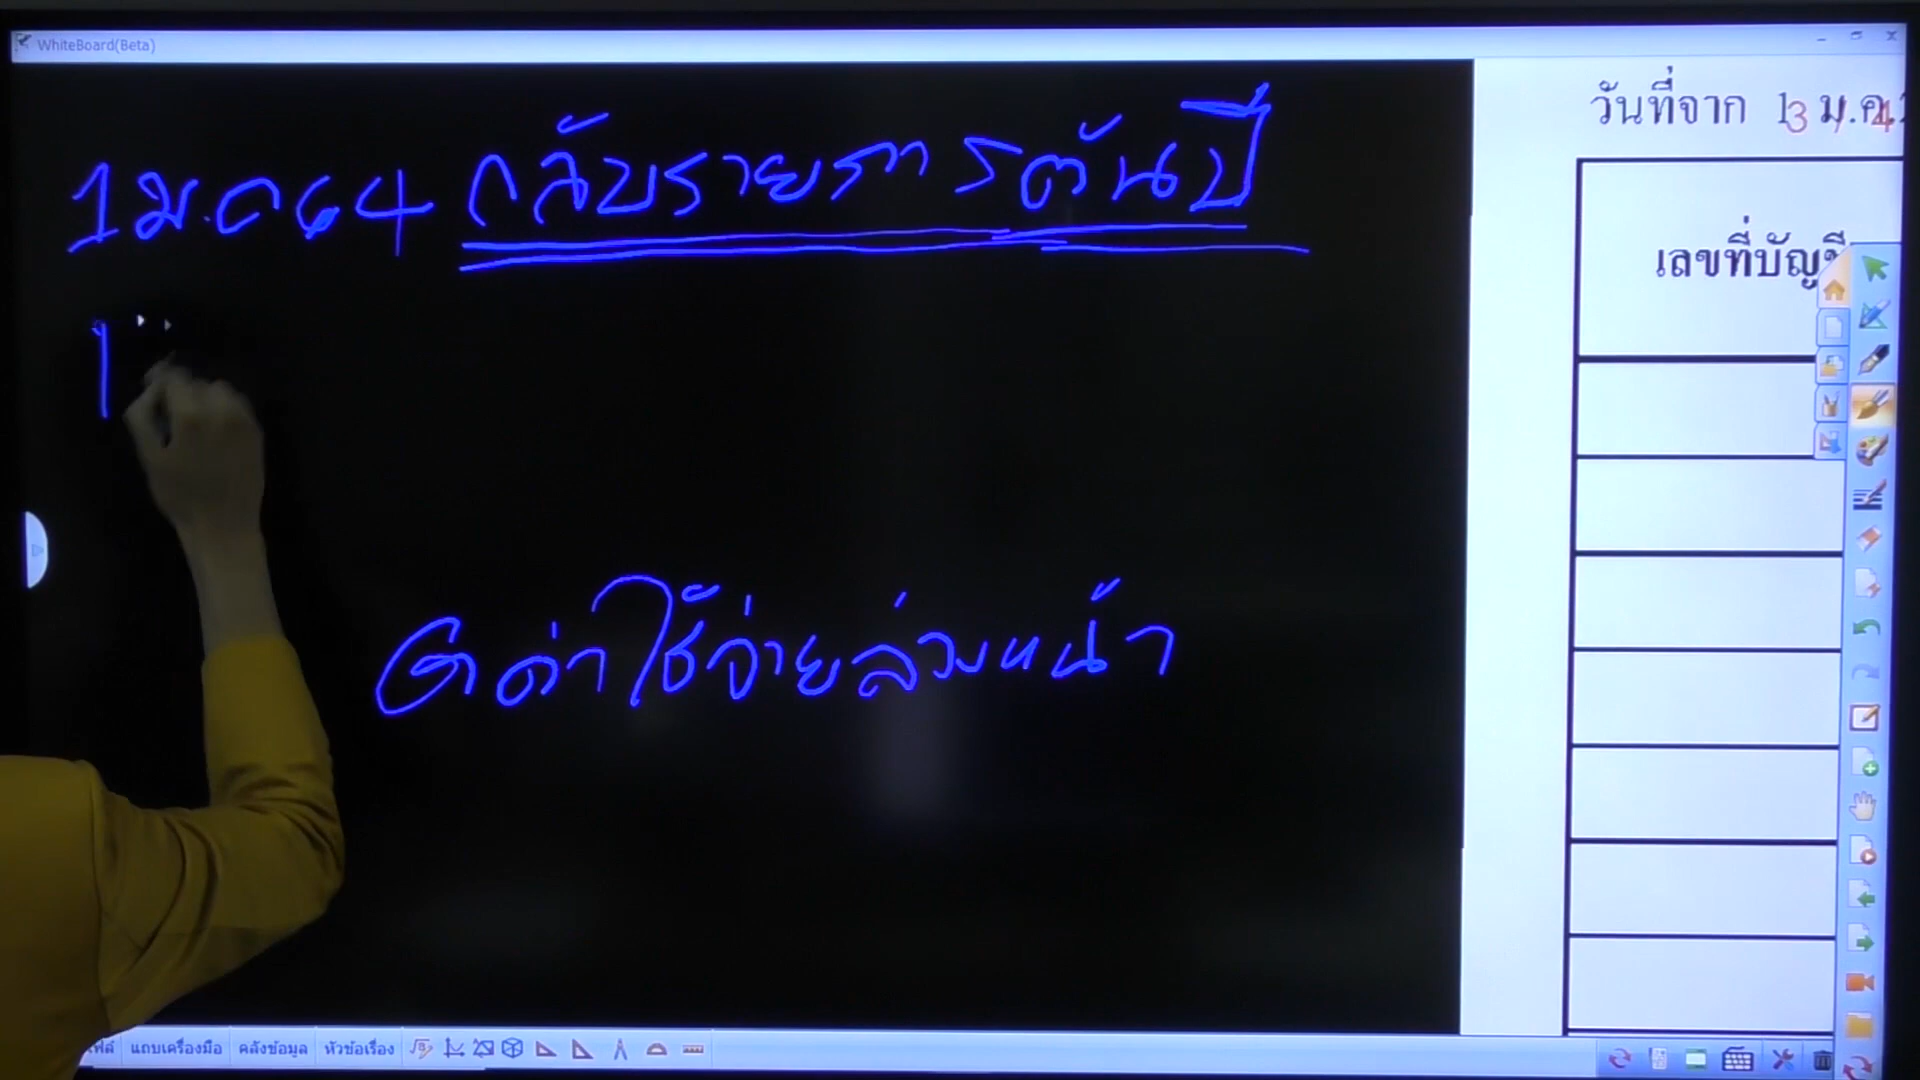 WhiteBoard(Beta)
1 ม.ค 64 กลับรายการต้นปี
ค่าใช้จ่ายล่วงหน้า
วันที่จาก
ม.ค.
เลขที่บัญชี
แถบเครื่องมือ คลังข้อมูล หัวข้อเรื่อง